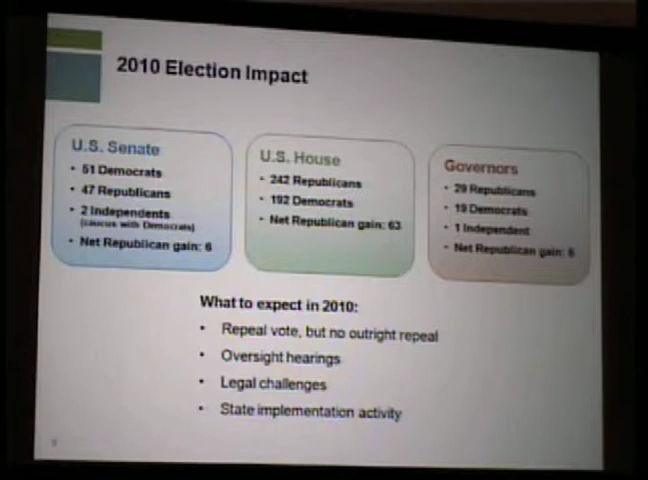 2010 Election Impact
U.S. Senate
• 51 Democrats
• 47 Republicans
• 2 Independents
(caucus with Democrats)
• Net Republican gain: 6
U.S. House
• 242 Republicans
• 192 Democrats
• Net Republican gain: 63
Governors
• 29 Republicans
• 19 Democrats
• 1 Independent
• Net Republican gain: 6
What to expect in 2010:
• Repeal vote, but no outright repeal
• Oversight hearings
• Legal challenges
• State implementation activity